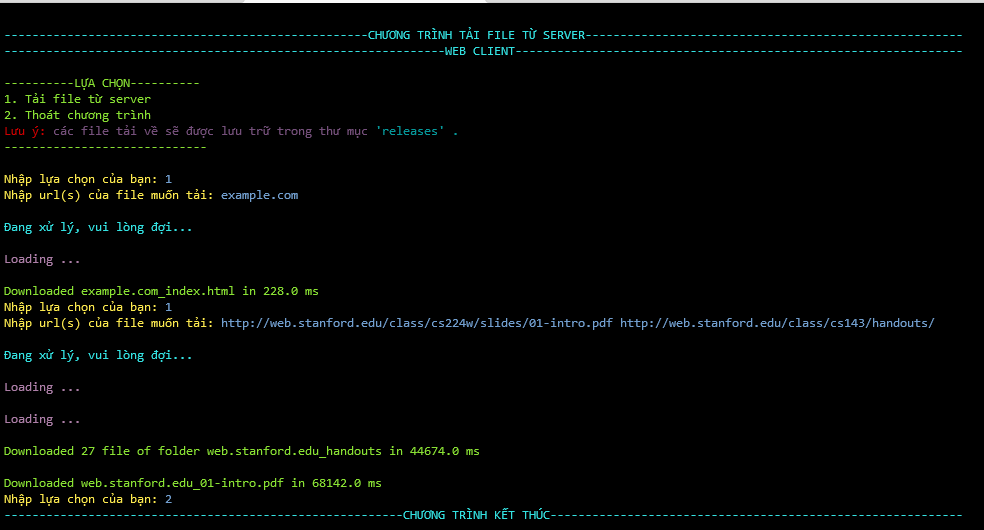 ----------------------------------------------------CHƯƠNG TRÌNH TẢI FILE TỪ SERVER------------------------------------------------------
---------------------------------------------------------------WEB CLIENT----------------------------------------------------------------
----------LỰA CHỌN----------
1. Tải file từ server
2. Thoát chương trình
Lưu ý: các file tải về sẽ được lưu trữ trong thư mục 'releases' .
-----------------------------
Nhập lựa chọn của bạn: 1
Nhập url(s) của file muốn tải: example.com
Đang xử lý, vui lòng đợi...
Loading ...
Downloaded example.com_index.html in 228.0 ms
Nhập lựa chọn của bạn: 1
Nhập url(s) của file muốn tải: http://web.stanford.edu/class/cs224w/slides/01-intro.pdf http://web.stanford.edu/class/cs143/handouts/
Đang xử lý, vui lòng đợi...
Loading ...
Loading ...
Downloaded 27 file of folder web.stanford.edu_handouts in 44674.0 ms
Downloaded web.stanford.edu_01-intro.pdf in 68142.0 ms
Nhập lựa chọn của bạn: 2
---------------------------------------------------------CHƯƠNG TRÌNH KẾT THÚC-----------------------------------------------------------